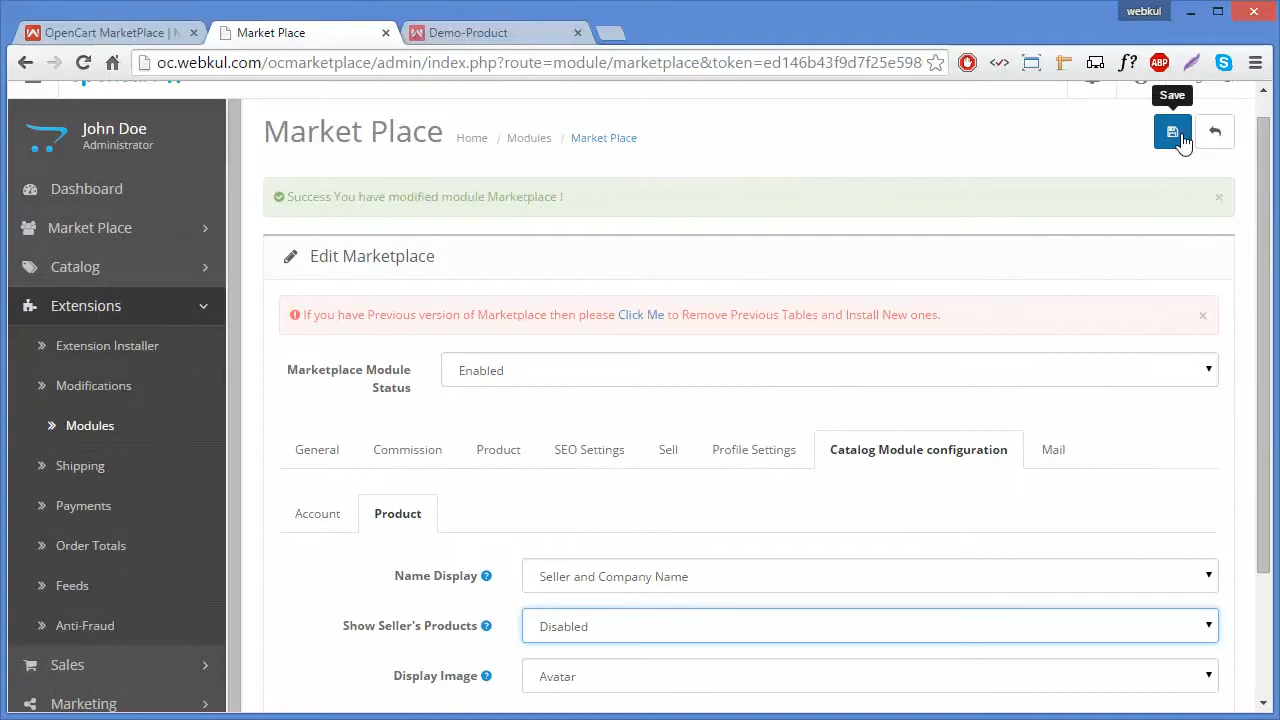 webkul
OpenCart MarketPlace | M
Market Place
Demo-Product
oc.webkul.com/ocmarketplace/admin/index.php?route=module/marketplace&token=ed146b43f9d7f25e598
Save
John Doe
Administrator
Market Place
Home / Modules / Market Place
Dashboard
Market Place
Catalog
Extensions
Extension Installer
Modifications
Modules
Shipping
Payments
Order Totals
Feeds
Anti-Fraud
Sales
Marketing
Success You have modified module Marketplace !
Edit Marketplace
If you have Previous version of Marketplace then please Click Me to Remove Previous Tables and Install New ones.
Marketplace Module
Status
Enabled
General Commission Product SEO Settings Sell Profile Settings Catalog Module configuration Mail
Account Product
Name Display Seller and Company Name
Show Seller's Products Disabled
Display Image Avatar